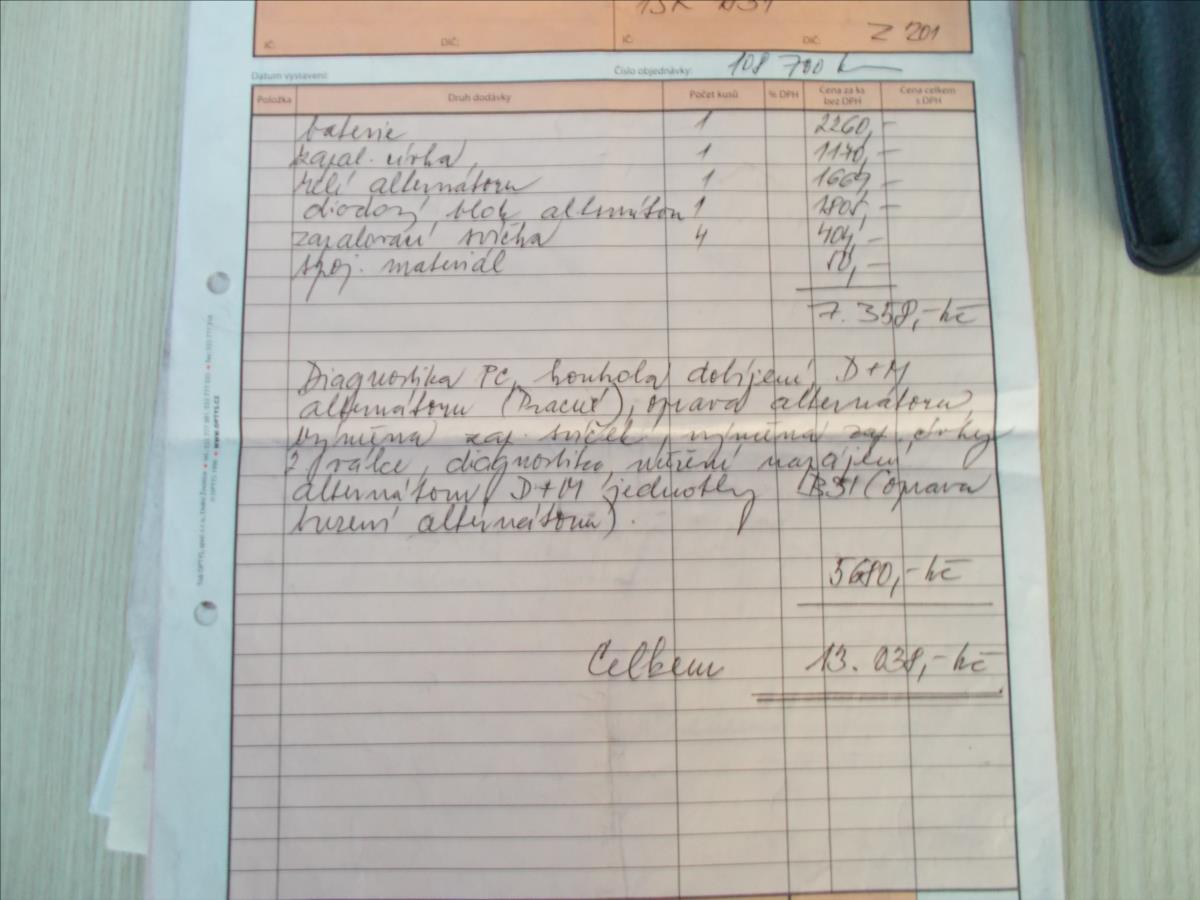 Z 201
IČ: DIČ: IČ: DIČ:
Datum vystavení: Číslo objednávky: 108 700 km
Položka Druh dodávky Počet kusů % DPH Cena za ks bez DPH Cena celkem s DPH
baterie 1 2260,-
zapal. cívka 1 1170,-
relé alternátoru 1 1669,-
diodový blok alternátoru 1 1805,-
zapalovací svíčka 4 404,-
spoj. materiál 50,-
7.358,- kč
Diagnostika PC, kontrola dobíjení, D+M
alternátoru (Pracné), oprava alternátoru,
výměna zap. svíček, výměna zap. cívky
2. válce, diagnostika, měření napájení
alternátoru, D+M jednotky BSI (oprava
buzení alternátoru).
5680,- kč
Celkem 13.038,- kč